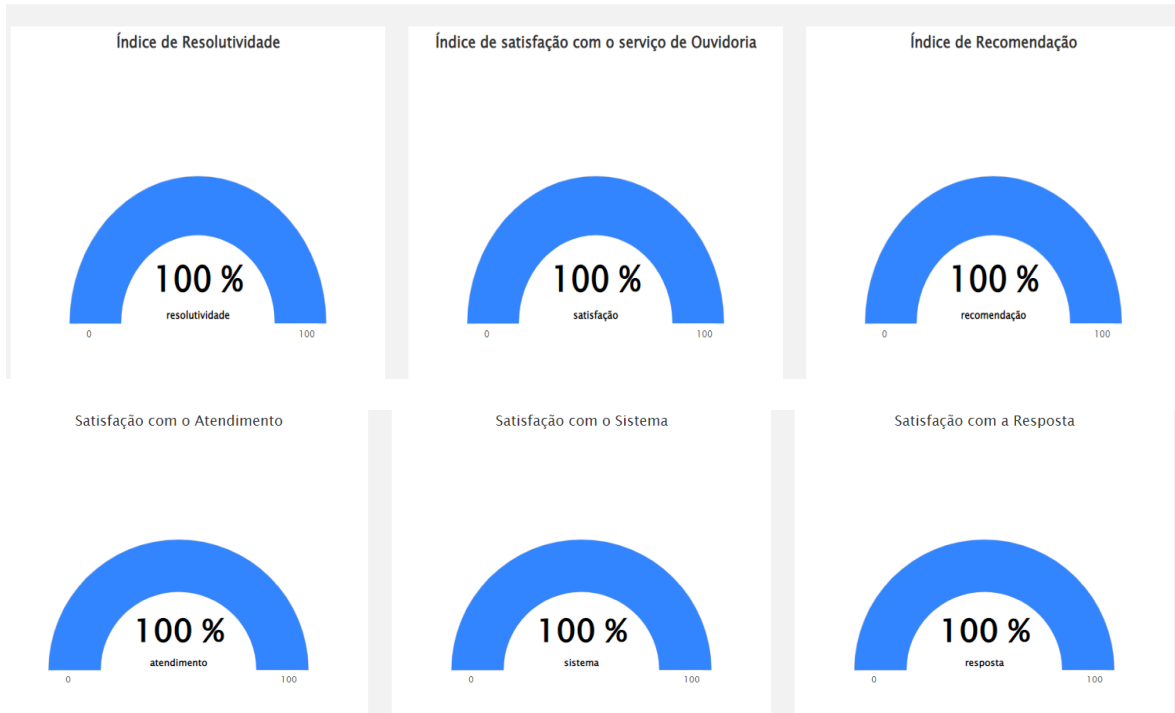 Índice de Resolutividade
100 %
resolutividade
0
100
Índice de satisfação com o serviço de Ouvidoria
100 %
satisfação
0
100
Índice de Recomendação
100 %
recomendação
0
100
Satisfação com o Atendimento
100 %
atendimento
0
100
Satisfação com o Sistema
100 %
sistema
0
100
Satisfação com a Resposta
100 %
resposta
0
100